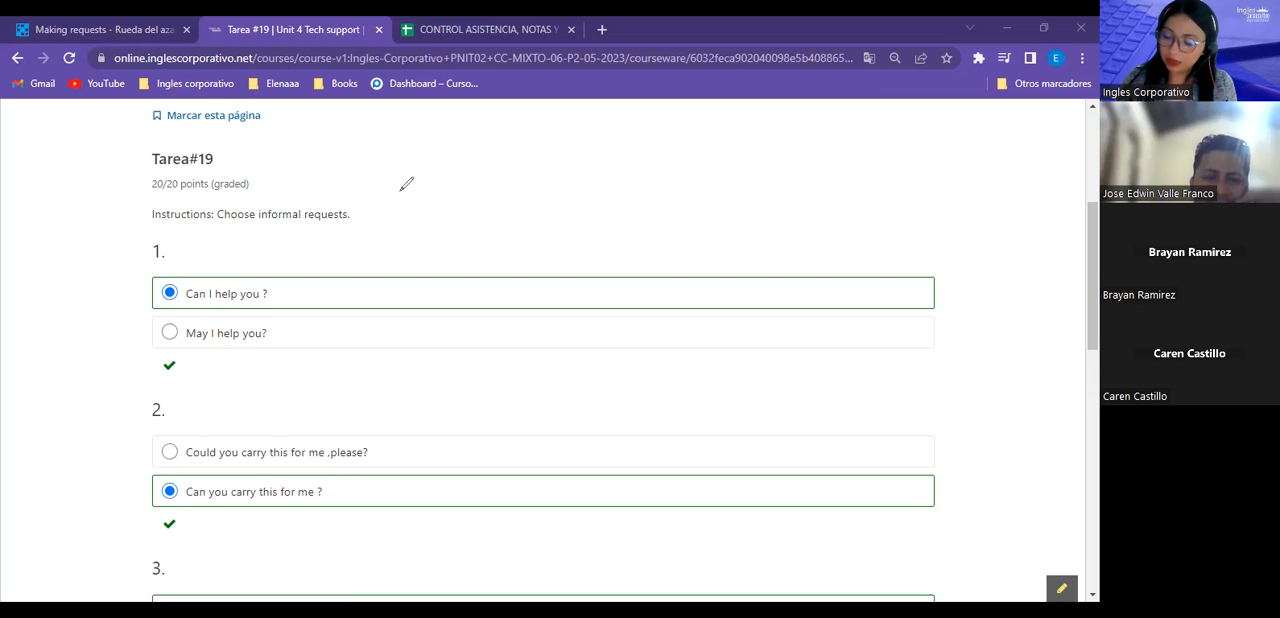 Making requests - Rueda del aza
Tarea #19 | Unit 4 Tech support |
CONTROL ASISTENCIA, NOTAS Y
online.inglescorporativo.net/courses/course-v1:Ingles-Corporativo+PNIT02+CC-MIXTO-06-P2-05-2023/courseware/6032feca902040098e5b408865...
E
Gmail
YouTube
Ingles corporativo
Elenaaa
Books
Dashboard – Curso...
Otros marcadores
Marcar esta página
Tarea#19
20/20 points (graded)
Instructions: Choose informal requests.
1.
Can I help you ?
May I help you?
2.
Could you carry this for me ,please?
Can you carry this for me ?
3.
Ingles Corporativo
Jose Edwin Valle Franco
Brayan Ramirez
Brayan Ramirez
Caren Castillo
Caren Castillo